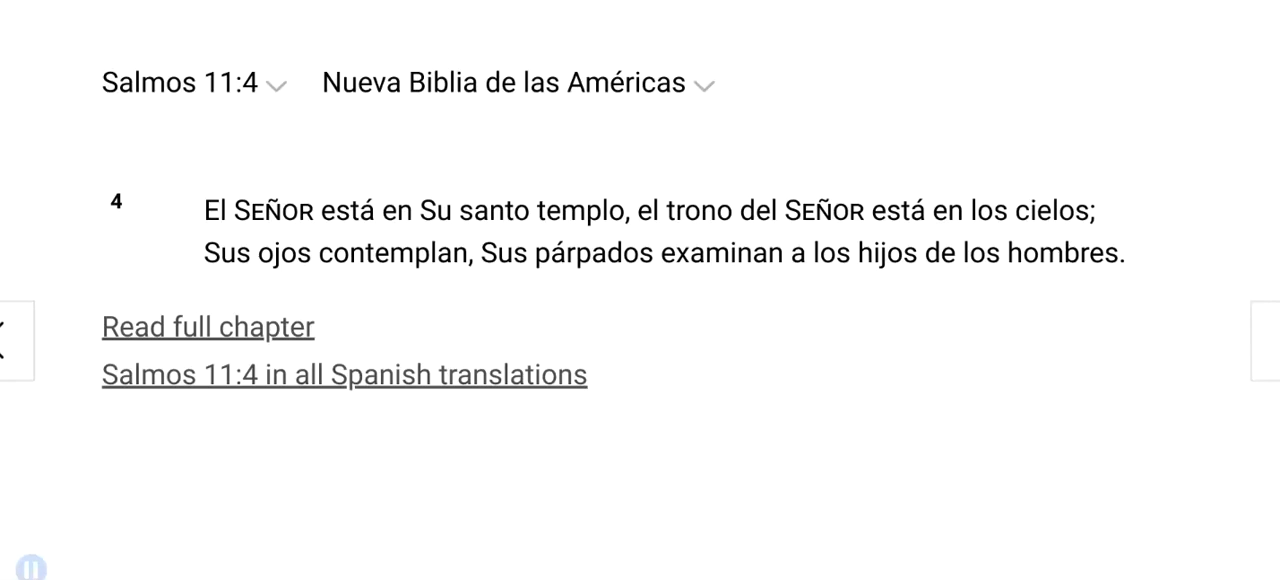 Salmos 11:4 Nueva Biblia de las Américas
4 El SEÑOR está en Su santo templo, el trono del SEÑOR está en los cielos;
Sus ojos contemplan, Sus párpados examinan a los hijos de los hombres.
Read full chapter
Salmos 11:4 in all Spanish translations